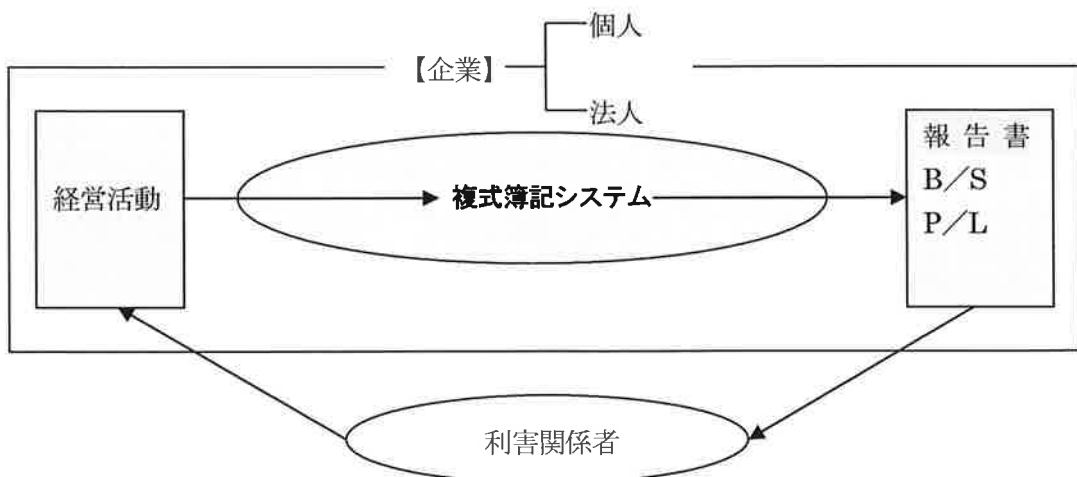 個人
【企業】
法人
経営活動
複式簿記システム
報告書
B／S
P／L
利害関係者